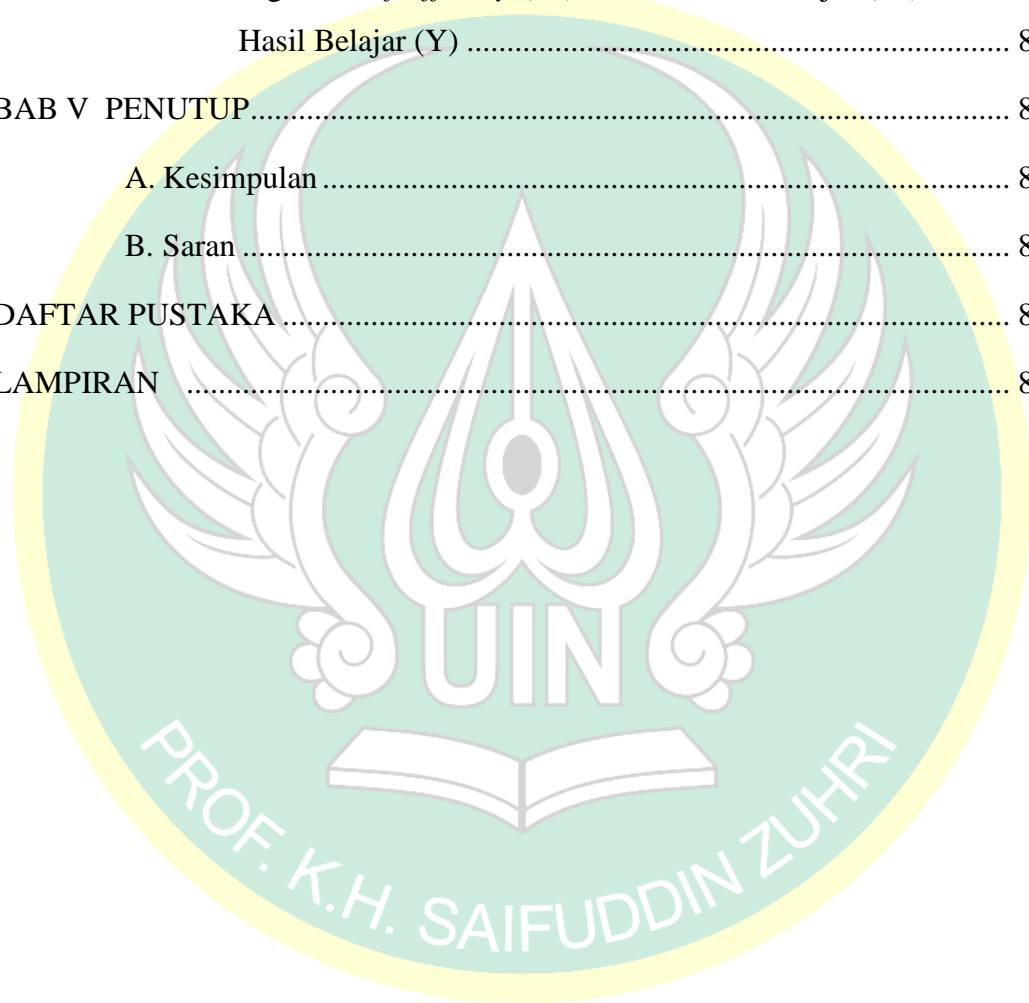 Hasil Belajar (Y) ........................................................................ 8
BAB V PENUTUP................................................................................................ 8
A. Kesimpulan ....................................................................................... 8
B. Saran ................................................................................................. 8
DAFTAR PUSTAKA ............................................................................................ 8
LAMPIRAN ........................................................................................................ 8
UIN
PROF. K.H. SAIFUDDIN ZUHRI